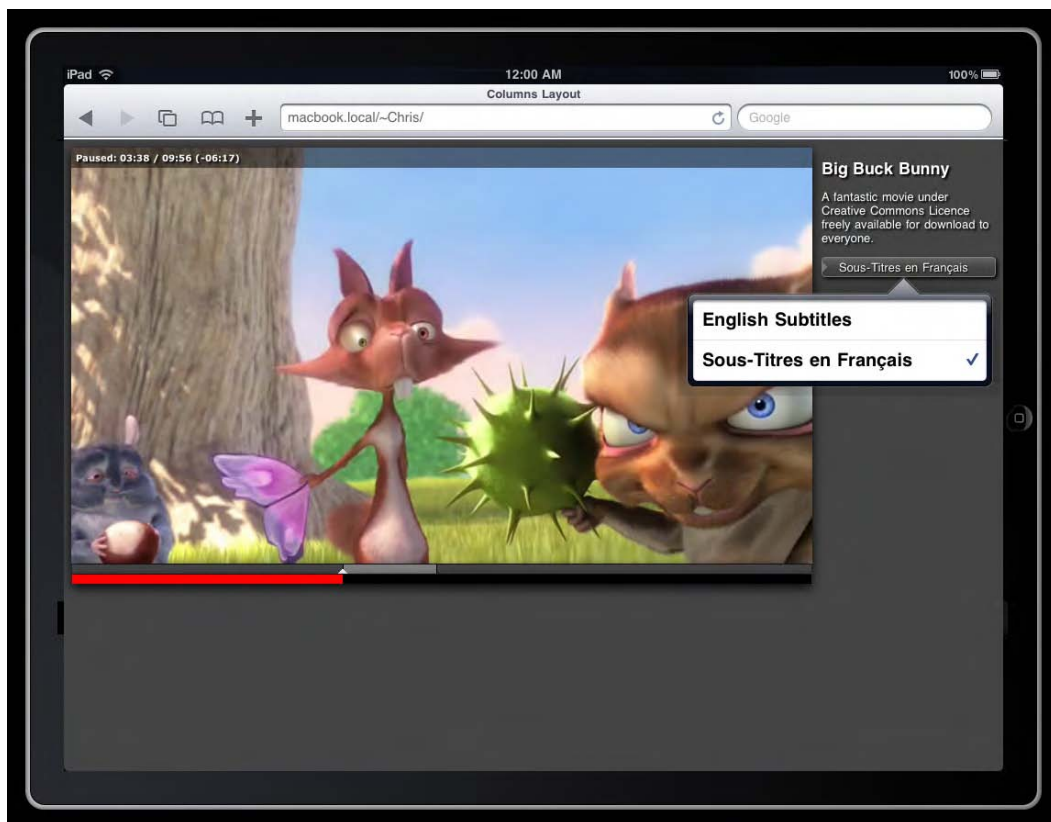 iPad
12:00 AM
100%
Columns Layout
macbook.local/~Chris/
Google
Paused: 03:38 / 09:56 (-06:17)
Big Buck Bunny
A fantastic movie under
Creative Commons Licence
freely available for download to
everyone.
Sous-Titres en Français
English Subtitles
Sous-Titres en Français